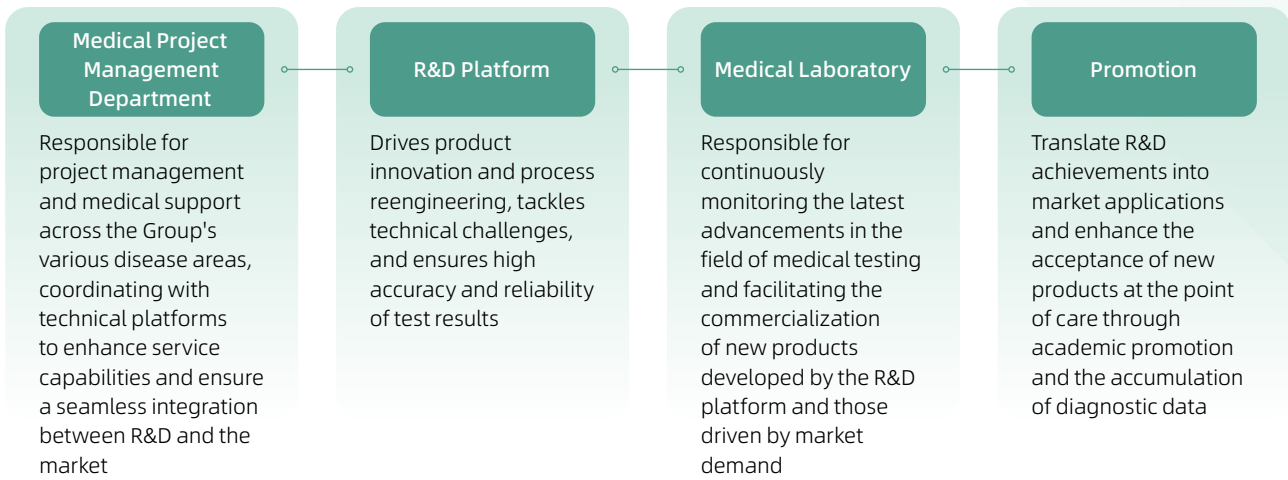 Medical Project
Management
Department
Responsible for
project management
and medical support
across the Group's
various disease areas,
coordinating with
technical platforms
to enhance service
capabilities and ensure
a seamless integration
between R&D and the
market
R&D Platform
Drives product
innovation and process
reengineering, tackles
technical challenges,
and ensures high
accuracy and reliability
of test results
Medical Laboratory
Responsible for
continuously
monitoring the latest
advancements in the
field of medical testing
and facilitating the
commercialization
of new products
developed by the R&D
platform and those
driven by market
demand
Promotion
Translate R&D
achievements into
market applications
and enhance the
acceptance of new
products at the point
of care through
academic promotion
and the accumulation
of diagnostic data